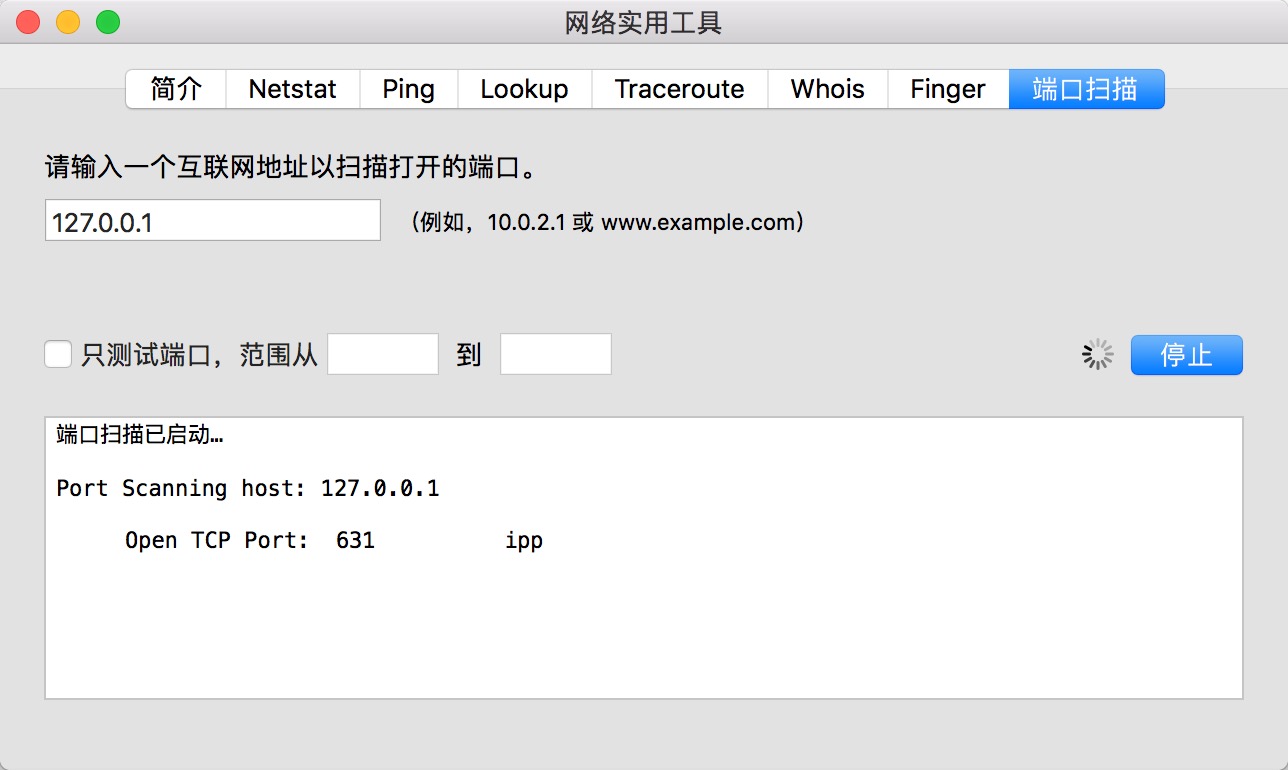 网络实用工具
简介 Netstat Ping Lookup Traceroute Whois Finger 端口扫描
请输入一个互联网地址以扫描打开的端口。
127.0.0.1 （例如，10.0.2.1 或 www.example.com）
只测试端口，范围从 到 停止
端口扫描已启动…
Port Scanning host: 127.0.0.1
Open TCP Port: 631 ipp